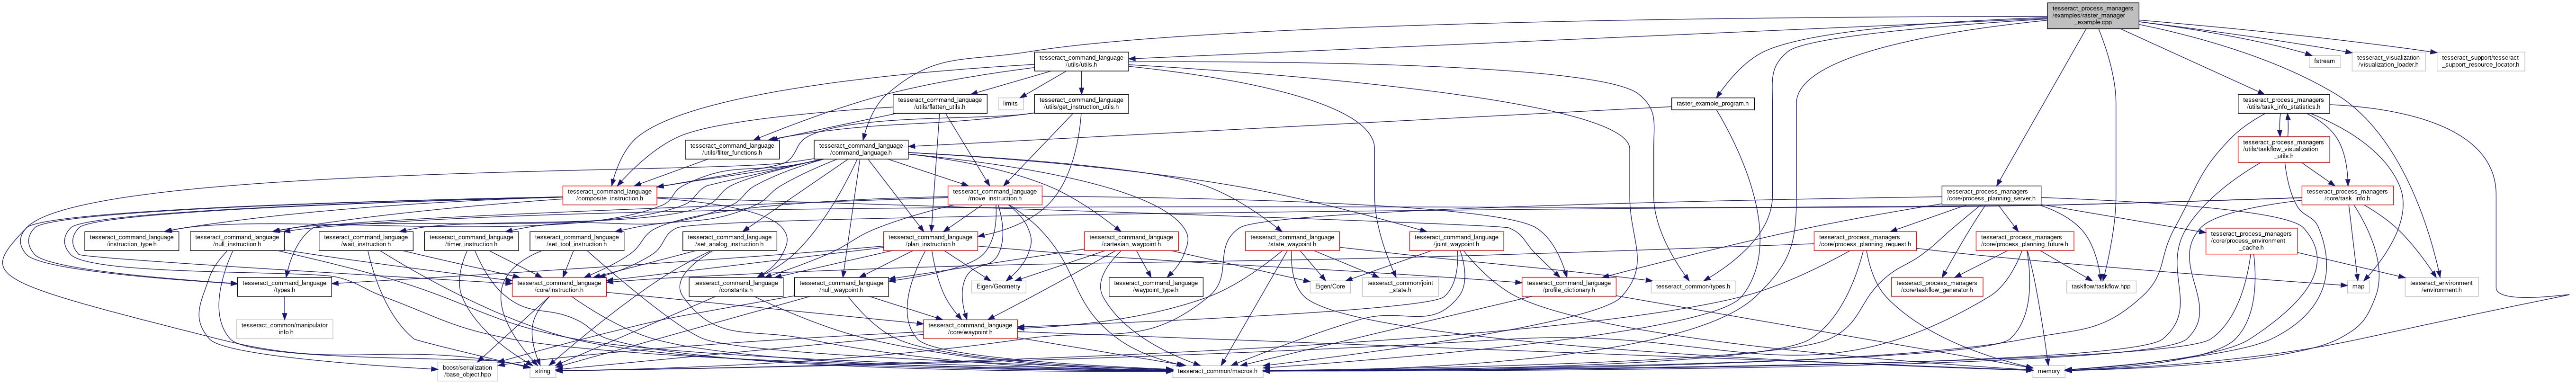 tesseract_process_managers
/examples/raster_manager
_example.cpp
tesseract_command_language
/utils/utils.h
fstream
tesseract_visualization
/visualization_loader.h
tesseract_support/tesseract
_support_resource_locator.h
tesseract_command_language
/utils/flatten_utils.h
limits
tesseract_command_language
/utils/get_instruction_utils.h
raster_example_program.h
tesseract_process_managers
/utils/task_info_statistics.h
tesseract_command_language
/utils/filter_functions.h
tesseract_command_language
/command_language.h
tesseract_process_managers
/utils/taskflow_visualization
_utils.h
tesseract_command_language
/composite_instruction.h
tesseract_command_language
/move_instruction.h
tesseract_process_managers
/core/process_planning_server.h
tesseract_process_managers
/core/task_info.h
tesseract_command_language
/instruction_type.h
tesseract_command_language
/null_instruction.h
tesseract_command_language
/wait_instruction.h
tesseract_command_language
/timer_instruction.h
tesseract_command_language
/set_tool_instruction.h
tesseract_command_language
/set_analog_instruction.h
tesseract_command_language
/plan_instruction.h
tesseract_command_language
/cartesian_waypoint.h
tesseract_command_language
/state_waypoint.h
tesseract_command_language
/joint_waypoint.h
tesseract_process_managers
/core/process_planning_request.h
tesseract_process_managers
/core/process_planning_future.h
tesseract_process_managers
/core/process_environment
_cache.h
tesseract_command_language
/types.h
tesseract_command_language
/core/instruction.h
tesseract_command_language
/constants.h
tesseract_command_language
/null_waypoint.h
Eigen/Geometry
tesseract_command_language
/waypoint_type.h
Eigen/Core
tesseract_common/joint
_state.h
tesseract_command_language
/profile_dictionary.h
tesseract_common/types.h
tesseract_process_managers
/core/taskflow_generator.h
taskflow/taskflow.hpp
map
tesseract_environment
/environment.h
tesseract_common/manipulator
_info.h
tesseract_command_language
/core/waypoint.h
boost/serialization
/base_object.hpp
string
tesseract_common/macros.h
memory